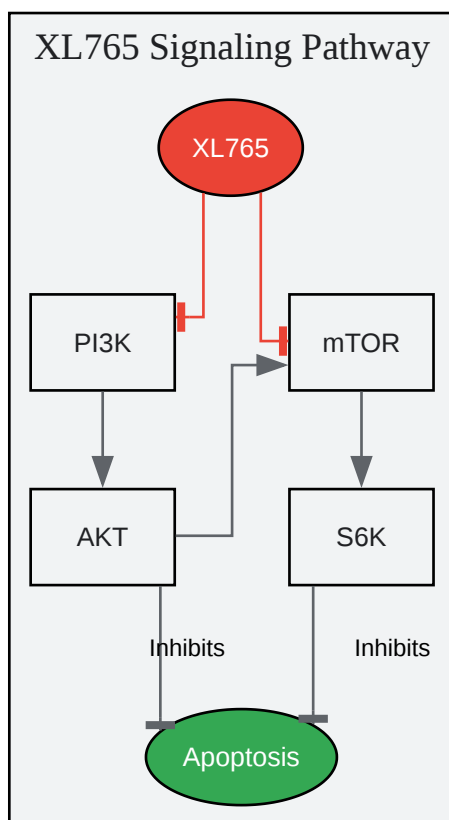 XL765 Signaling Pathway
XL765
PI3K
mTOR
AKT
S6K
Inhibits
Inhibits
Apoptosis